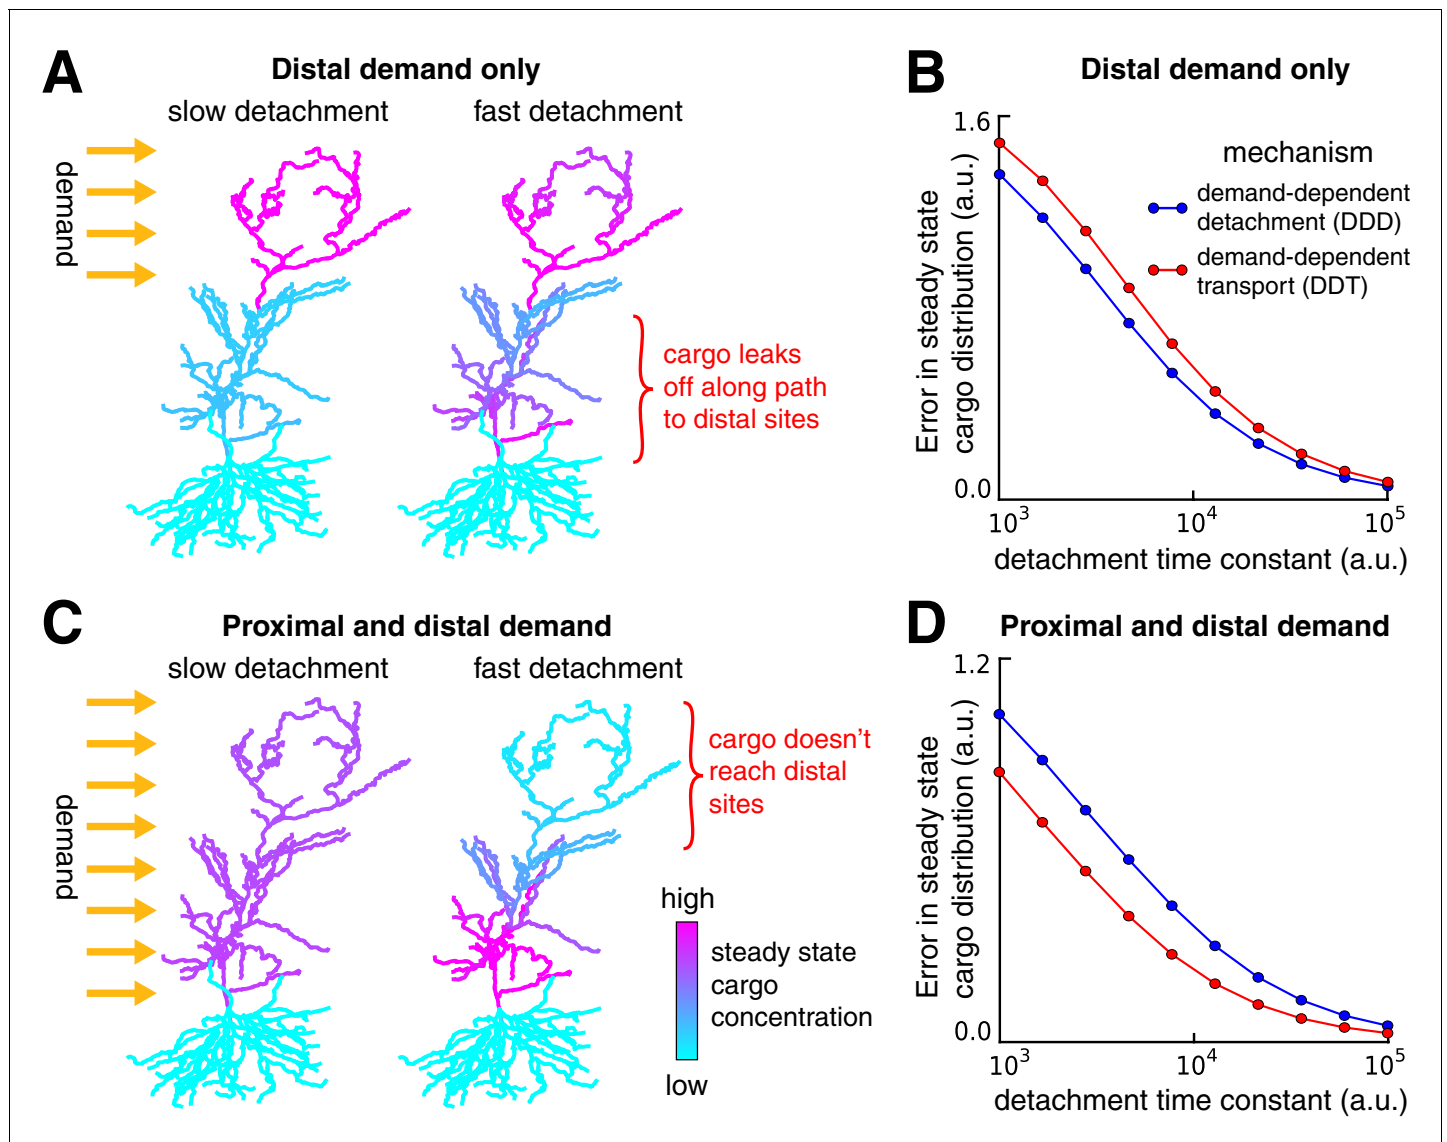 A
Distal demand only
slow detachment
fast detachment
demand
cargo leaks
off along path
to distal sites
B
Distal demand only
1.6
0.0
Error in steady state
cargo distribution (a.u.)
mechanism
demand-dependent
detachment (DDD)
demand-dependent
transport (DDT)
10³
10⁴
10⁵
detachment time constant (a.u.)
C
Proximal and distal demand
slow detachment
fast detachment
demand
cargo doesn't
reach distal
sites
high
steady state
cargo
concentration
low
D
Proximal and distal demand
1.2
0.0
Error in steady state
cargo distribution (a.u.)
10³
10⁴
10⁵
detachment time constant (a.u.)